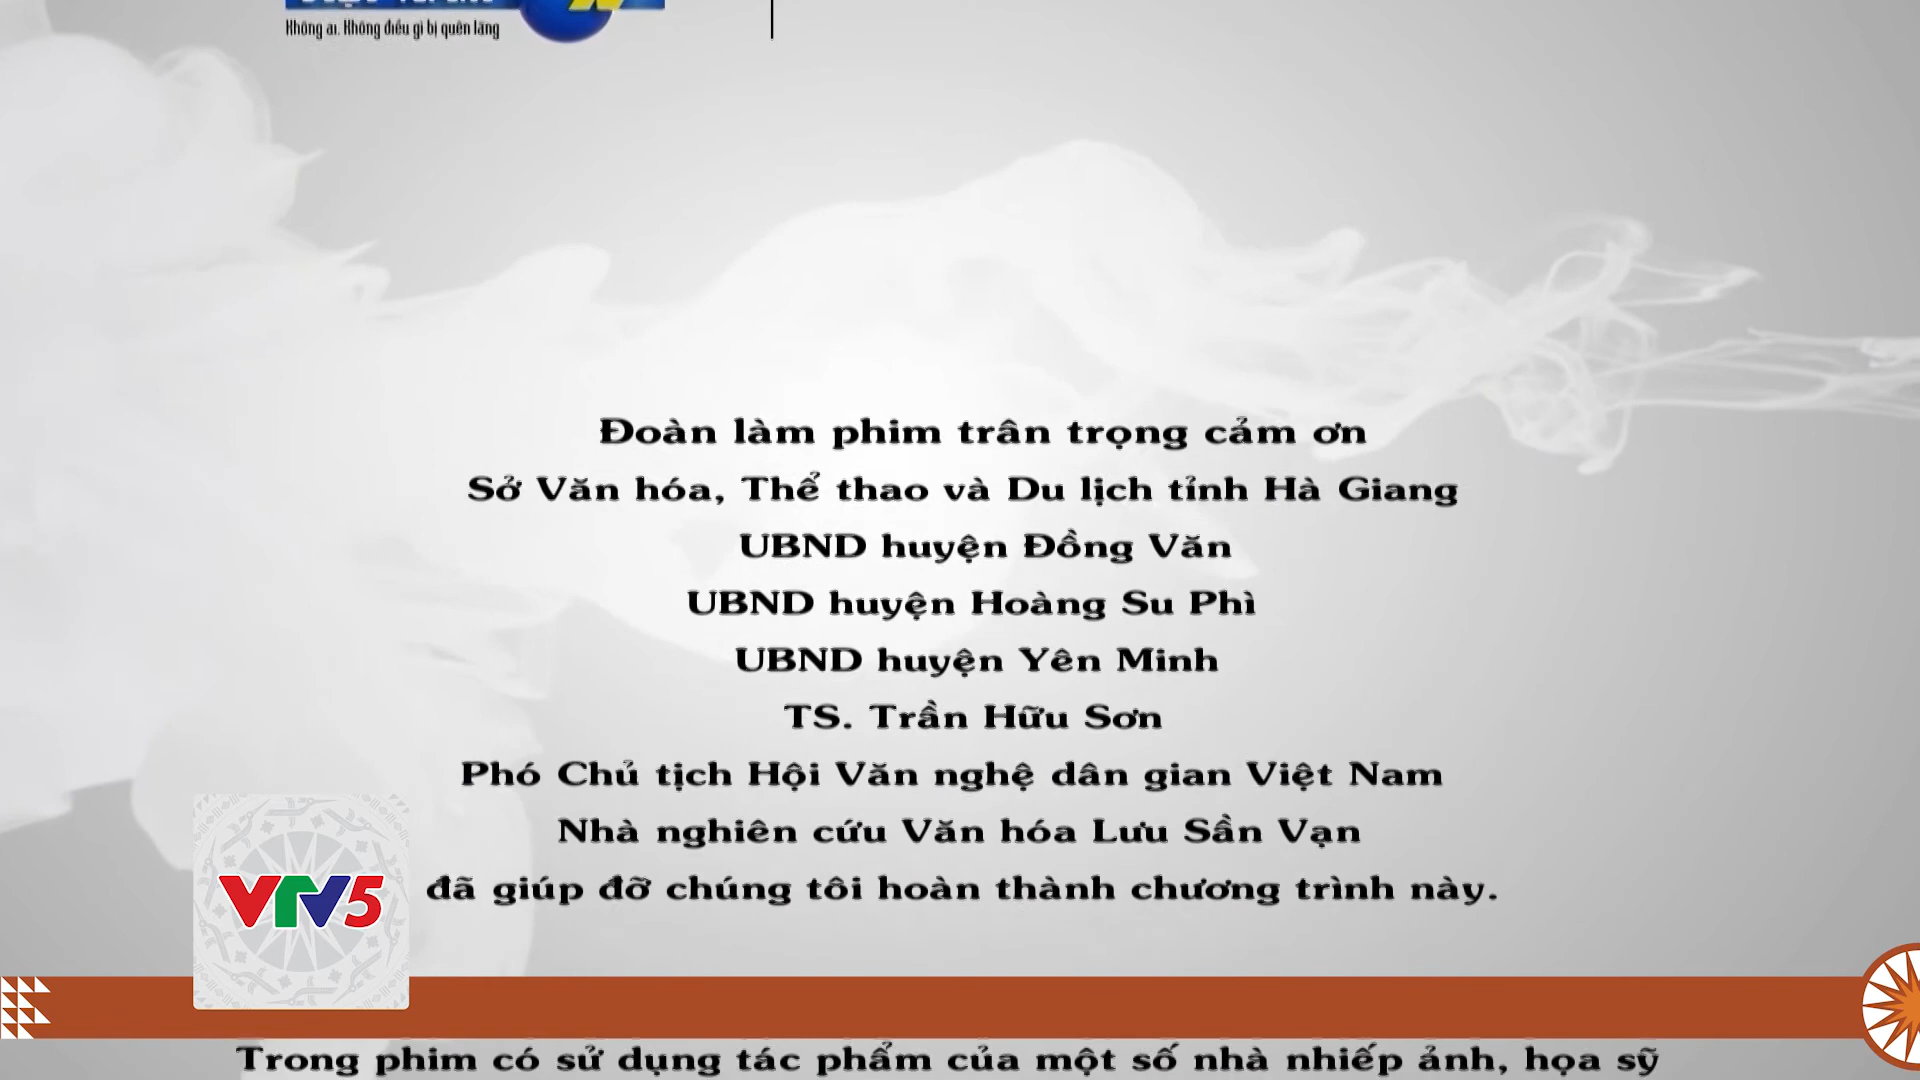 Không ai. Không điều gì bị quên lãng
Đoàn làm phim trân trọng cảm ơn
Sở Văn hóa, Thể thao và Du lịch tỉnh Hà Giang
UBND huyện Đồng Văn
UBND huyện Hoàng Su Phì
UBND huyện Yên Minh
TS. Trần Hữu Sơn
Phó Chủ tịch Hội Văn nghệ dân gian Việt Nam
Nhà nghiên cứu Văn hóa Lưu Sần Vạn
đã giúp đỡ chúng tôi hoàn thành chương trình này.
VTV5
Trong phim có sử dụng tác phẩm của một số nhà nhiếp ảnh, họa sỹ